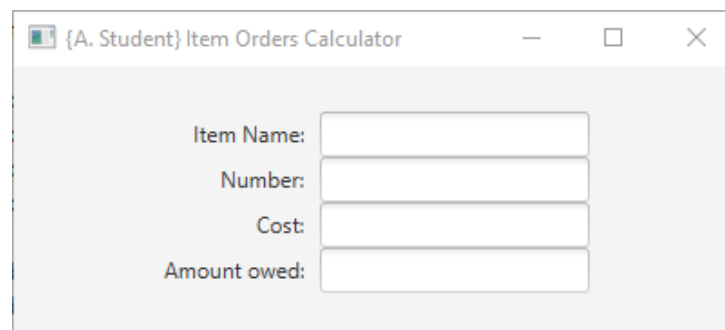 {A. Student} Item Orders Calculator
Item Name:
Number:
Cost:
Amount owed: